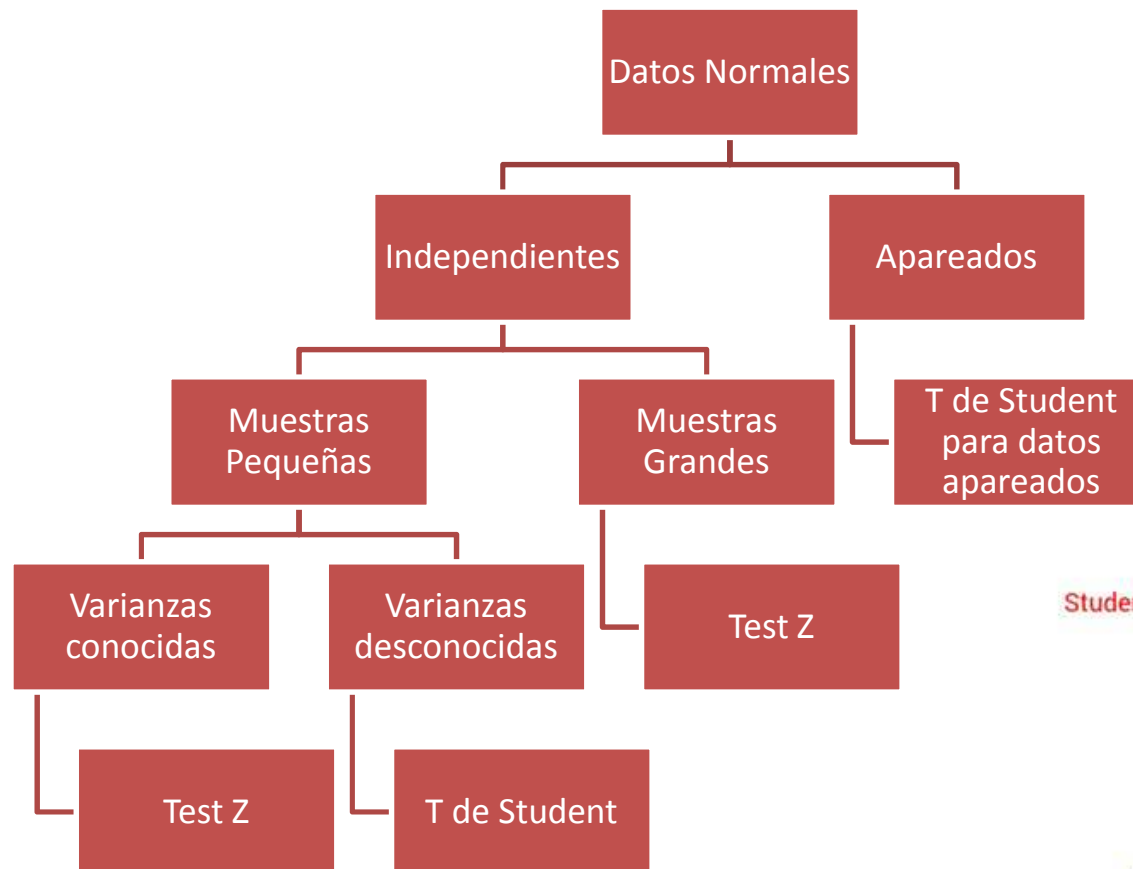 Datos Normales
Independientes
Apareados
Muestras
Pequeñas
Muestras
Grandes
T de Student
para datos
apareados
Varianzas
conocidas
Varianzas
desconocidas
Test Z
Test Z
T de Student